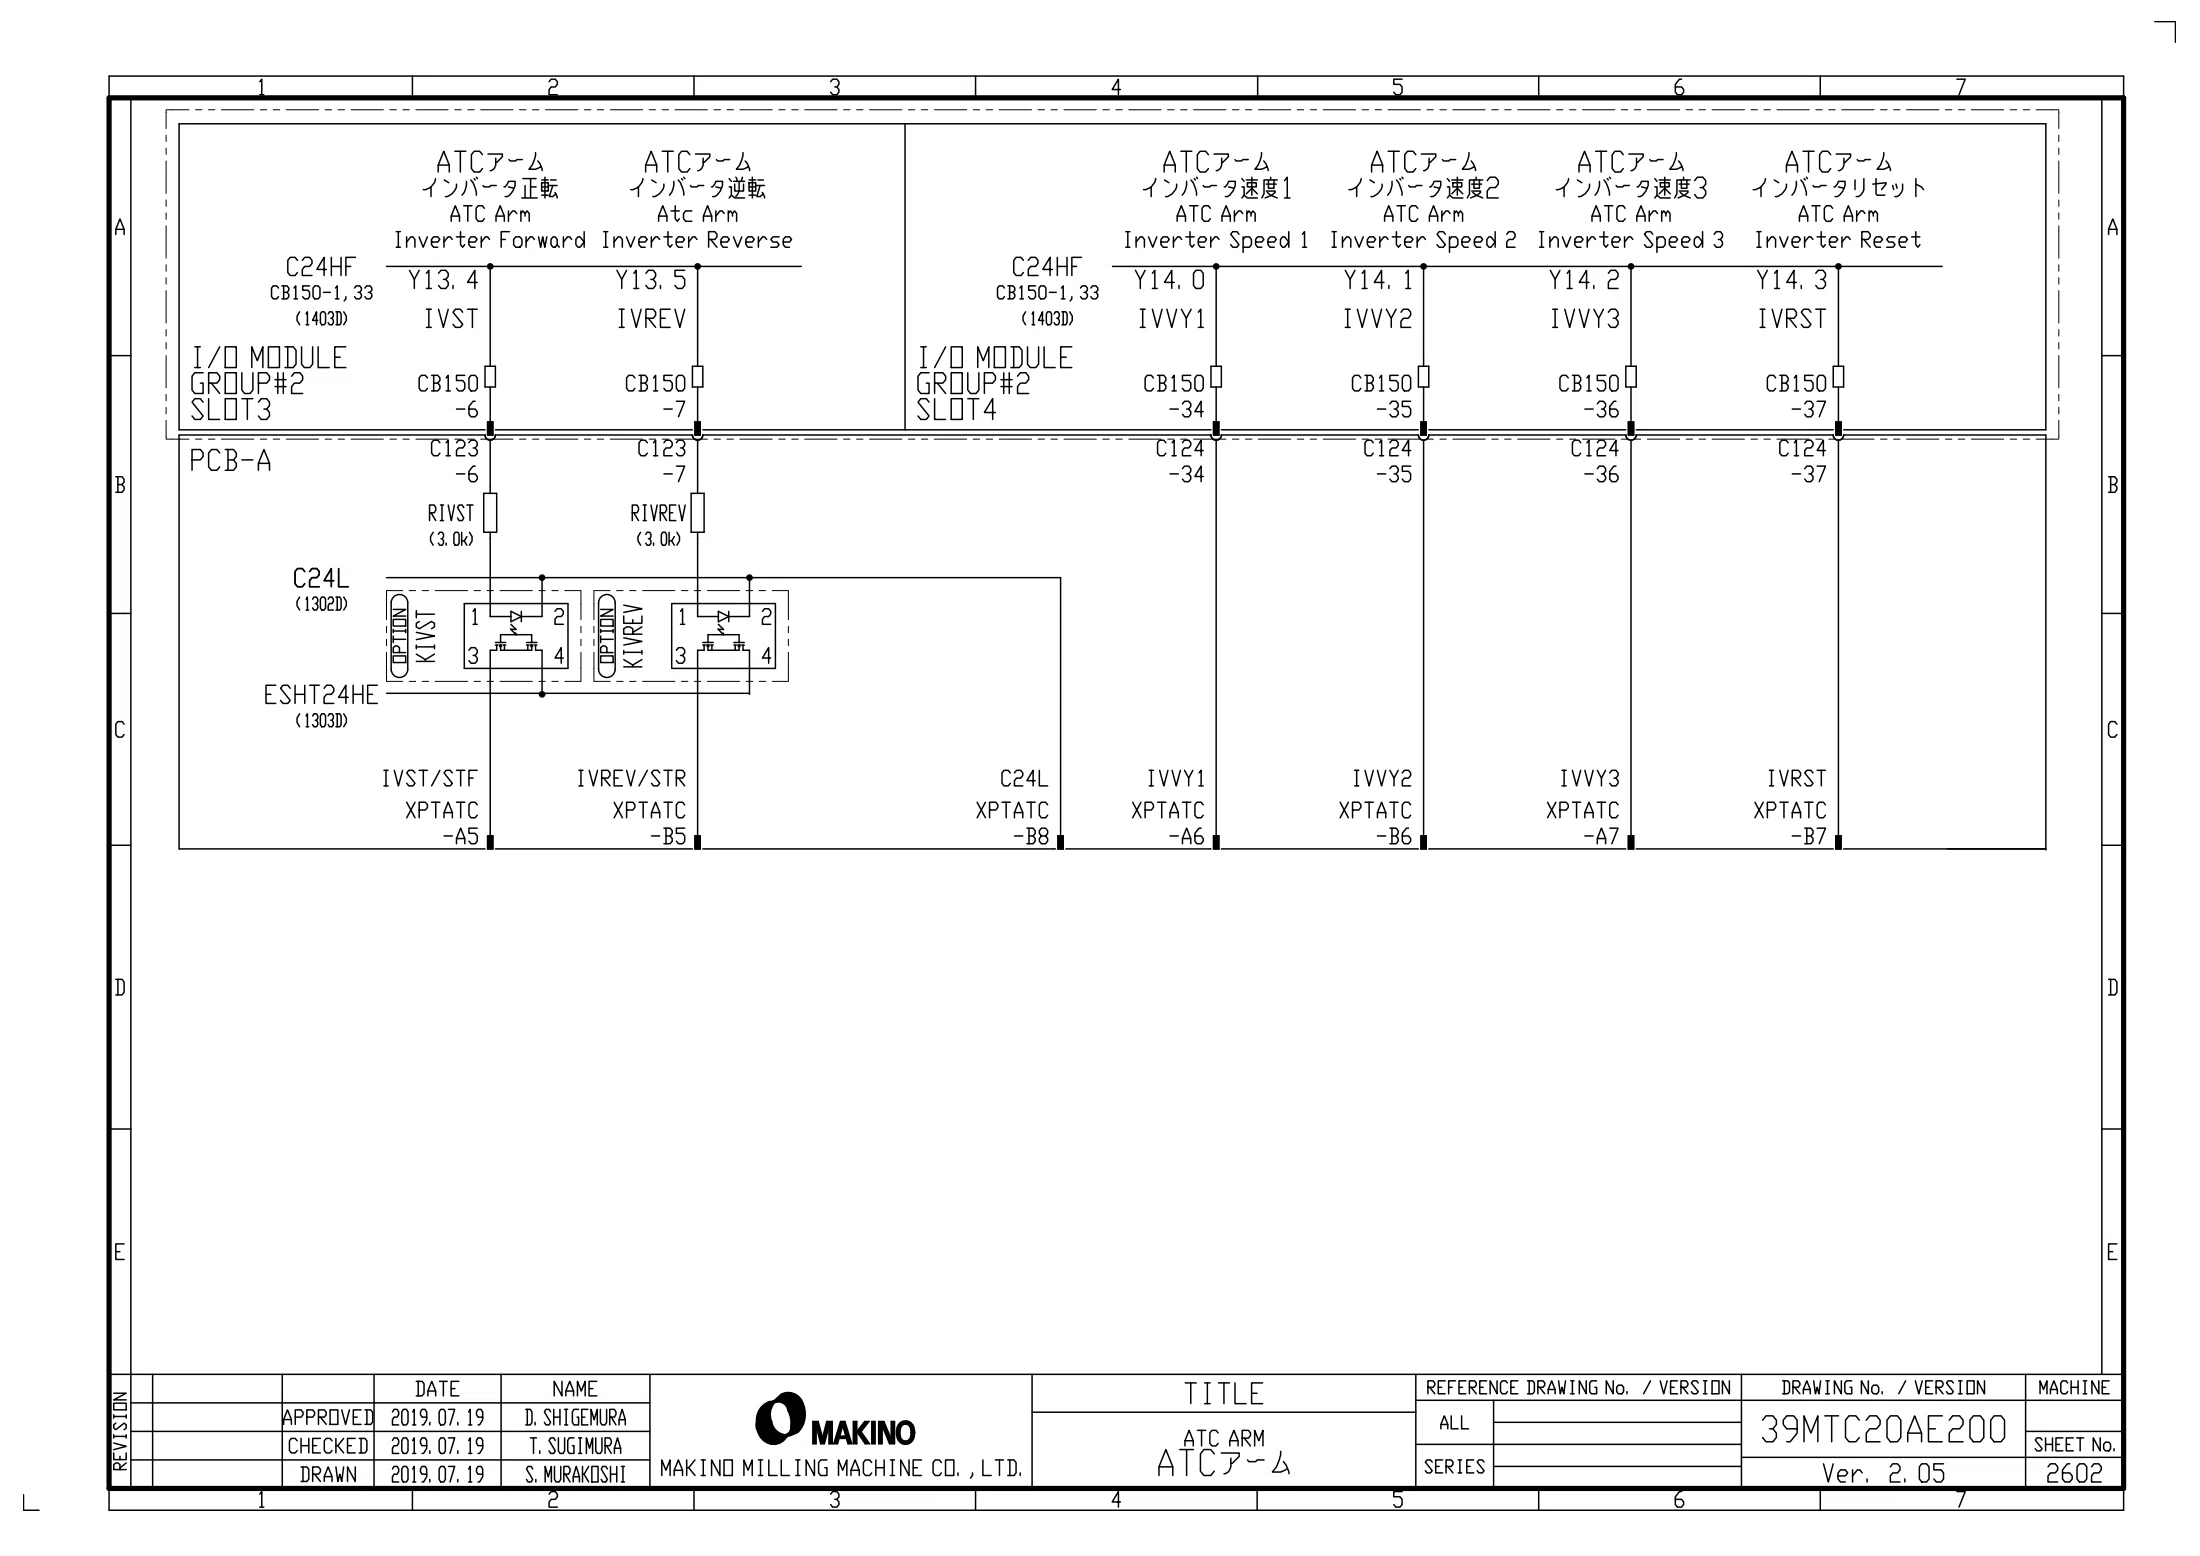 1 2 3 4 5 6 7
A
B
C
D
E
ATCアーム
インバータ正転
ATC Arm
Inverter Forward
ATCアーム
インバータ逆転
Atc Arm
Inverter Reverse
ATCアーム
インバータ速度1
ATC Arm
Inverter Speed 1
ATCアーム
インバータ速度2
ATC Arm
Inverter Speed 2
ATCアーム
インバータ速度3
ATC Arm
Inverter Speed 3
ATCアーム
インバータリセット
ATC Arm
Inverter Reset
C24HF
CB150-1,33
(1403D)
Y13.4
IVST
Y13.5
IVREV
C24HF
CB150-1,33
(1403D)
Y14.0
IVVY1
Y14.1
IVVY2
Y14.2
IVVY3
Y14.3
IVRST
I/O MODULE
GROUP#2
SLOT3
CB150
-6
CB150
-7
I/O MODULE
GROUP#2
SLOT4
CB150
-34
CB150
-35
CB150
-36
CB150
-37
PCB-A
C123
-6
C123
-7
C124
-34
C124
-35
C124
-36
C124
-37
RIVST
(3.0k)
RIVREV
(3.0k)
C24L
(1302D)
OPTION
KIVST
1 2
3 4
OPTION
KIVREV
1 2
3 4
ESHT24HE
(1303D)
IVST/STF
XPTATC
-A5
IVREV/STR
XPTATC
-B5
C24L
XPTATC
-B8
IVVY1
XPTATC
-A6
IVVY2
XPTATC
-B6
IVVY3
XPTATC
-A7
IVRST
XPTATC
-B7
A
B
C
D
E
REVISION
DATE NAME
APPROVED 2019.07.19 D. SHIGEMURA
CHECKED 2019.07.19 T. SUGIMURA
DRAWN 2019.07.19 S. MURAKOSHI
MAKINO
MAKINO MILLING MACHINE CO.,LTD.
TITLE
ATC ARM
ATCアーム
REFERENCE DRAWING No. / VERSION
ALL
SERIES
DRAWING No. / VERSION
39MTC20AE200
Ver. 2.05
MACHINE
SHEET No.
2602
1 2 3 4 5 6 7